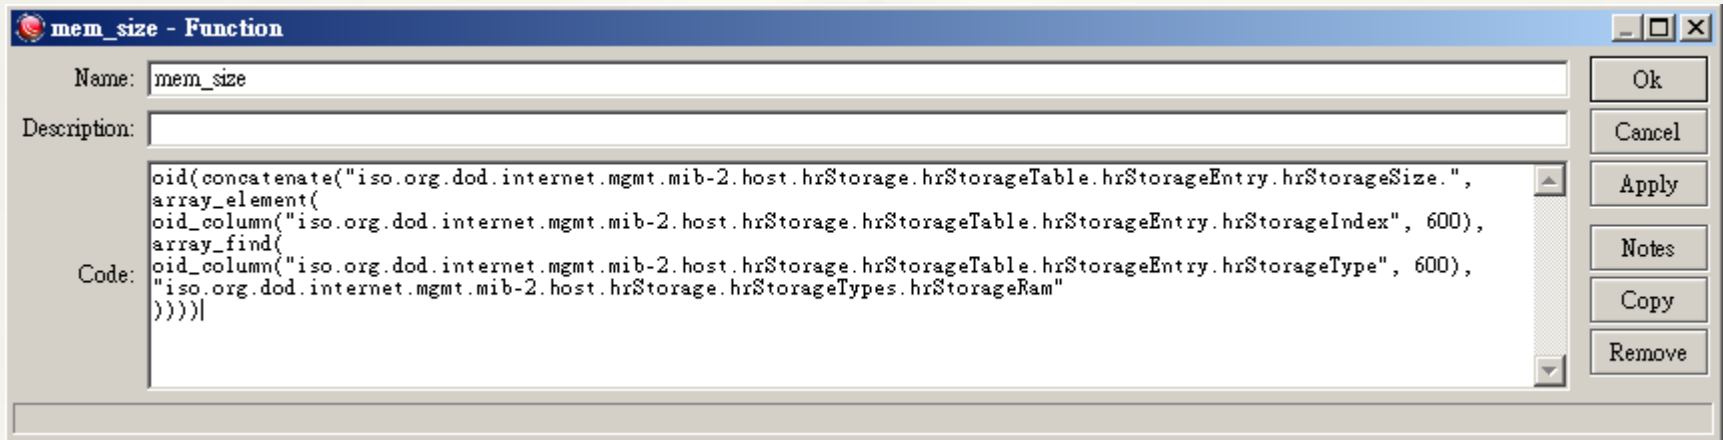 mem_size - Function
Name: mem_size
Ok
Description:
Cancel
Code:
oid(concatenate("iso.org.dod.internet.mgmt.mib-2.host.hrStorage.hrStorageTable.hrStorageEntry.hrStorageSize.",
array_element(
oid_column("iso.org.dod.internet.mgmt.mib-2.host.hrStorage.hrStorageTable.hrStorageEntry.hrStorageIndex", 600),
array_find(
oid_column("iso.org.dod.internet.mgmt.mib-2.host.hrStorage.hrStorageTable.hrStorageEntry.hrStorageType", 600),
"iso.org.dod.internet.mgmt.mib-2.host.hrStorage.hrStorageTypes.hrStorageRam"
))))
Apply
Notes
Copy
Remove